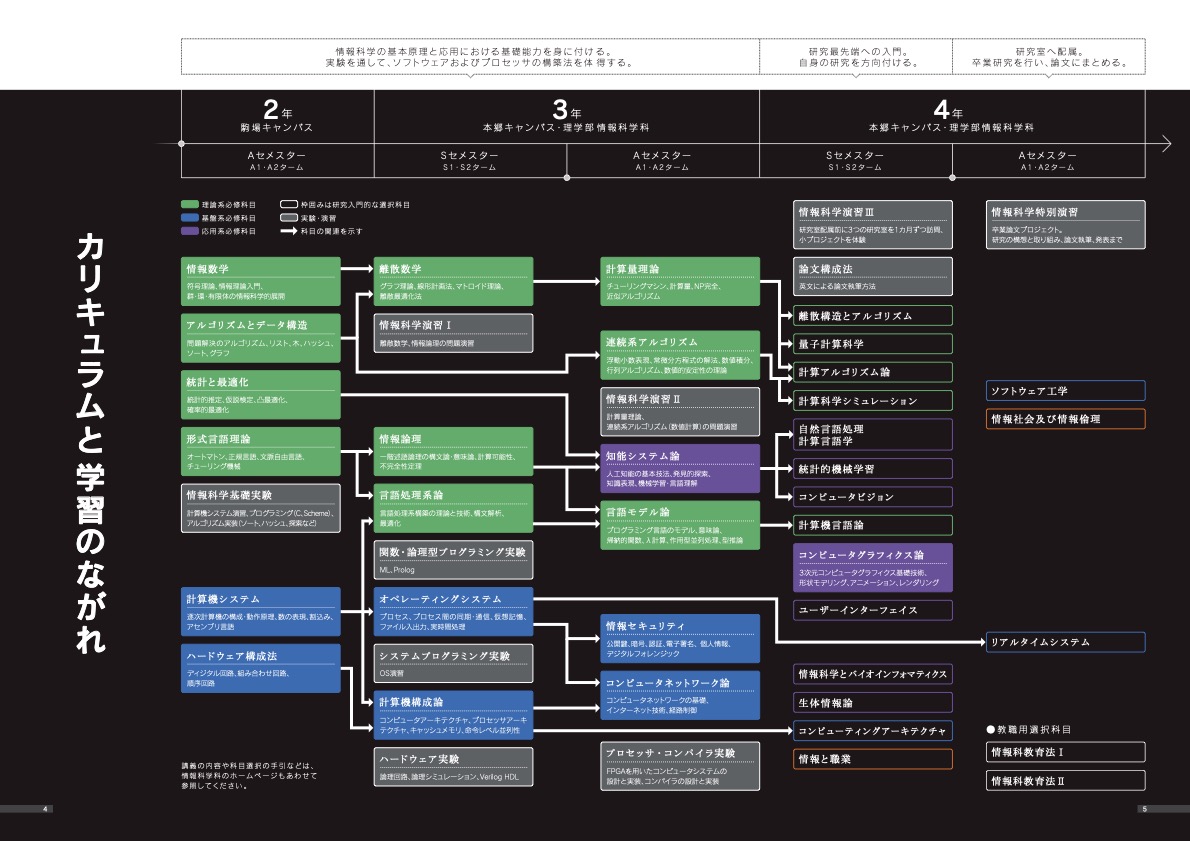 情報科学の基本原理と応用における基礎能力を身に付ける。
実験を通して、ソフトウェアおよびプロセッサの構築法を体得する。
研究最先端への入門。
自身の研究を方向付ける。
研究室へ配属。
卒業研究を行い、論文にまとめる。
2年
駒場キャンパス
3年
本郷キャンパス・理学部情報科学科
4年
本郷キャンパス・理学部情報科学科
Aセメスター
A1・A2ターム
Sセメスター
S1・S2ターム
Aセメスター
A1・A2ターム
Sセメスター
S1・S2ターム
Aセメスター
A1・A2ターム
カリキュラムと学習のながれ
理論系必修科目
基盤系必修科目
応用系必修科目
枠囲みは研究入門的な選択科目
実験・演習
科目の関連を示す
情報数学
符号理論、情報理論入門、
群・環・有限体の情報科学的展開
アルゴリズムとデータ構造
問題解決のアルゴリズム、リスト、木、ハッシュ、
ソート、グラフ
統計と最適化
統計的推定、仮説検定、凸最適化、
確率的最適化
形式言語理論
オートマトン、正規言語、文脈自由言語、
チューリング機械
情報科学基礎実験
計算機システム演習、プログラミング(C,Scheme)、
アルゴリズム実装(ソート、ハッシュ、探索など)
計算機システム
逐次計算機の構成・動作原理、数の表現、割込み、
アセンブリ言語
ハードウェア構成法
ディジタル回路、組み合わせ回路、
順序回路
講義の内容や科目選択の手引などは、
情報科学科のホームページもあわせて
参照してください。
離散数学
グラフ理論、線形計画法、マトロイド理論、
離散最適化法
情報科学演習Ⅰ
離散数学、情報論理の問題演習
情報論理
一階述語論理の構文論・意味論、計算可能性、
不完全性定理
言語処理系論
言語処理系構築の理論と技術、構文解析、
最適化
関数・論理型プログラミング実験
ML、Prolog
オペレーティングシステム
プロセス、プロセス間の同期・通信、仮想記憶、
ファイル入出力、実時間処理
システムプログラミング実験
OS演習
計算機構成論
コンピュータアーキテクチャ、プロセッサアーキ
テクチャ、キャッシュメモリ、命令レベル並列性
ハードウェア実験
論理回路、論理シミュレーション、Verilog HDL
計算量理論
チューリングマシン、計算量、NP完全、
近似アルゴリズム
連続系アルゴリズム
浮動小数表現、常微分方程式の解法、数値積分、
行列アルゴリズム、数値的安定性の理論
情報科学演習Ⅱ
計算量理論、
連続系アルゴリズム(数値計算)の問題演習
知能システム論
人工知能の基本技法、発見的探索、
知識表現、機械学習・言語理解
言語モデル論
プログラミング言語のモデル、意味論、
帰納的関数、λ計算、作用型並列処理、型推論
情報セキュリティ
公開鍵、暗号、認証、電子署名、個人情報、
デジタルフォレンジック
コンピュータネットワーク論
コンピュータネットワークの基礎、
インターネット技術、経路制御
プロセッサ・コンパイラ実験
FPGAを用いたコンピュータシステムの
設計と実装、コンパイラの設計と実装
情報科学演習Ⅲ
研究室配属前に3つの研究室を1カ月ずつ訪問、
小プロジェクトを体験
論文構成法
英文による論文執筆方法
離散構造とアルゴリズム
量子計算科学
計算アルゴリズム論
計算科学シミュレーション
自然言語処理
計算言語学
統計的機械学習
コンピュータビジョン
計算機言語論
コンピュータグラフィクス論
3次元コンピュータグラフィクス基礎技術、
形状モデリング、アニメーション、レンダリング
ユーザーインターフェイス
情報科学とバイオインフォマティクス
生体情報論
コンピューティングアーキテクチャ
情報と職業
情報科学特別演習
卒業論文プロジェクト。
研究の構想と取り組み、論文執筆、発表まで
ソフトウェア工学
情報社会及び情報倫理
リアルタイムシステム
●教職用選択科目
情報科教育法Ⅰ
情報科教育法Ⅱ
4
5